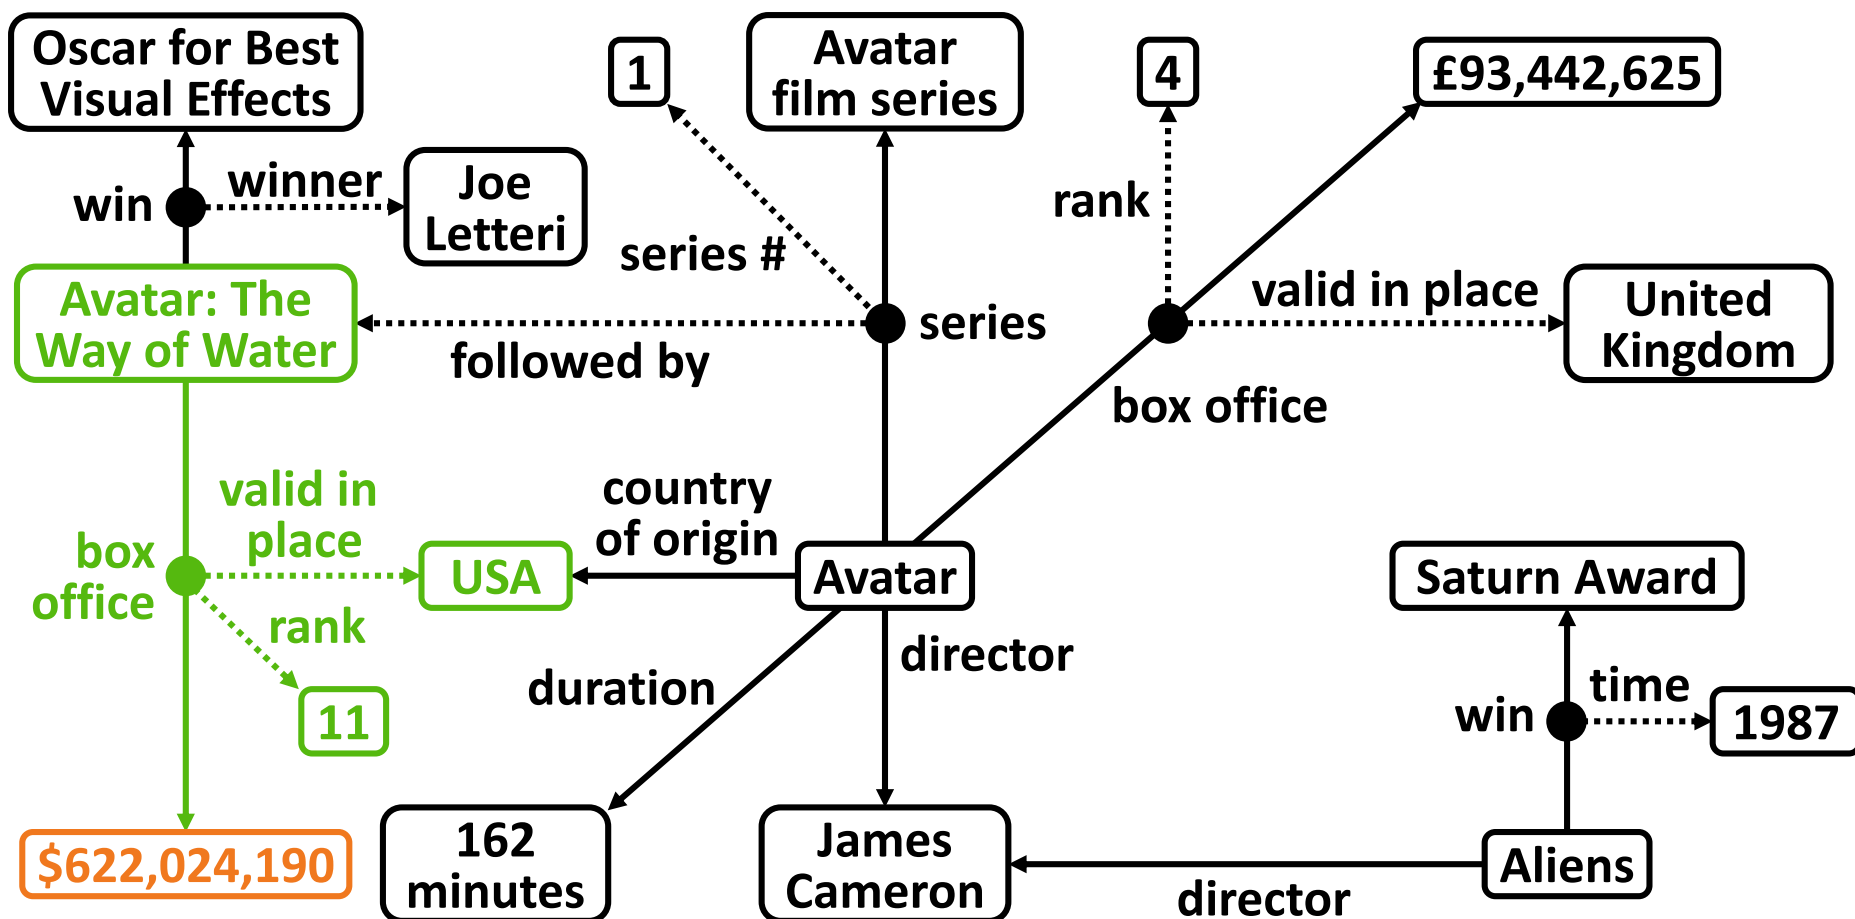 Oscar for Best
Visual Effects
1
Avatar
film series
4
£93,442,625
win
winner
Joe
Letteri
series #
rank
Avatar: The
Way of Water
followed by
series
valid in place
United
Kingdom
box office
valid in
place
box
office
USA
rank
11
country
of origin
Avatar
Saturn Award
duration
director
win
time
1987
$622,024,190
162
minutes
James
Cameron
director
Aliens